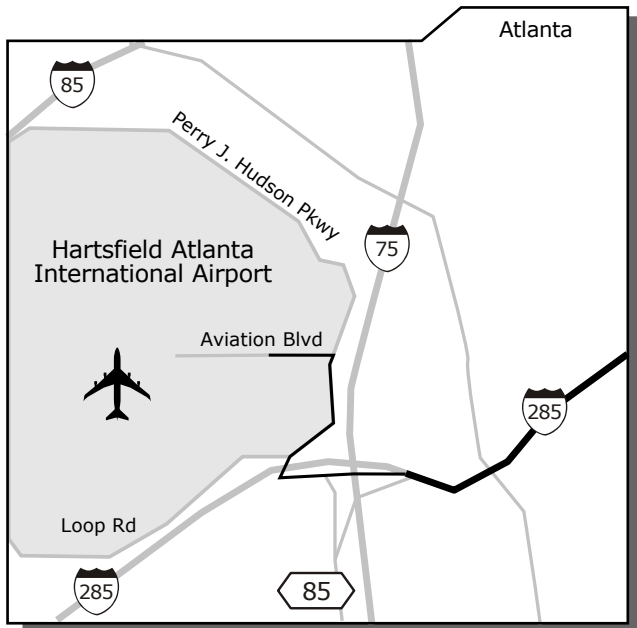 Atlanta
85
Perry J. Hudson Pkwy
75
Hartsfield Atlanta
International Airport
Aviation Blvd
285
Loop Rd
285
85